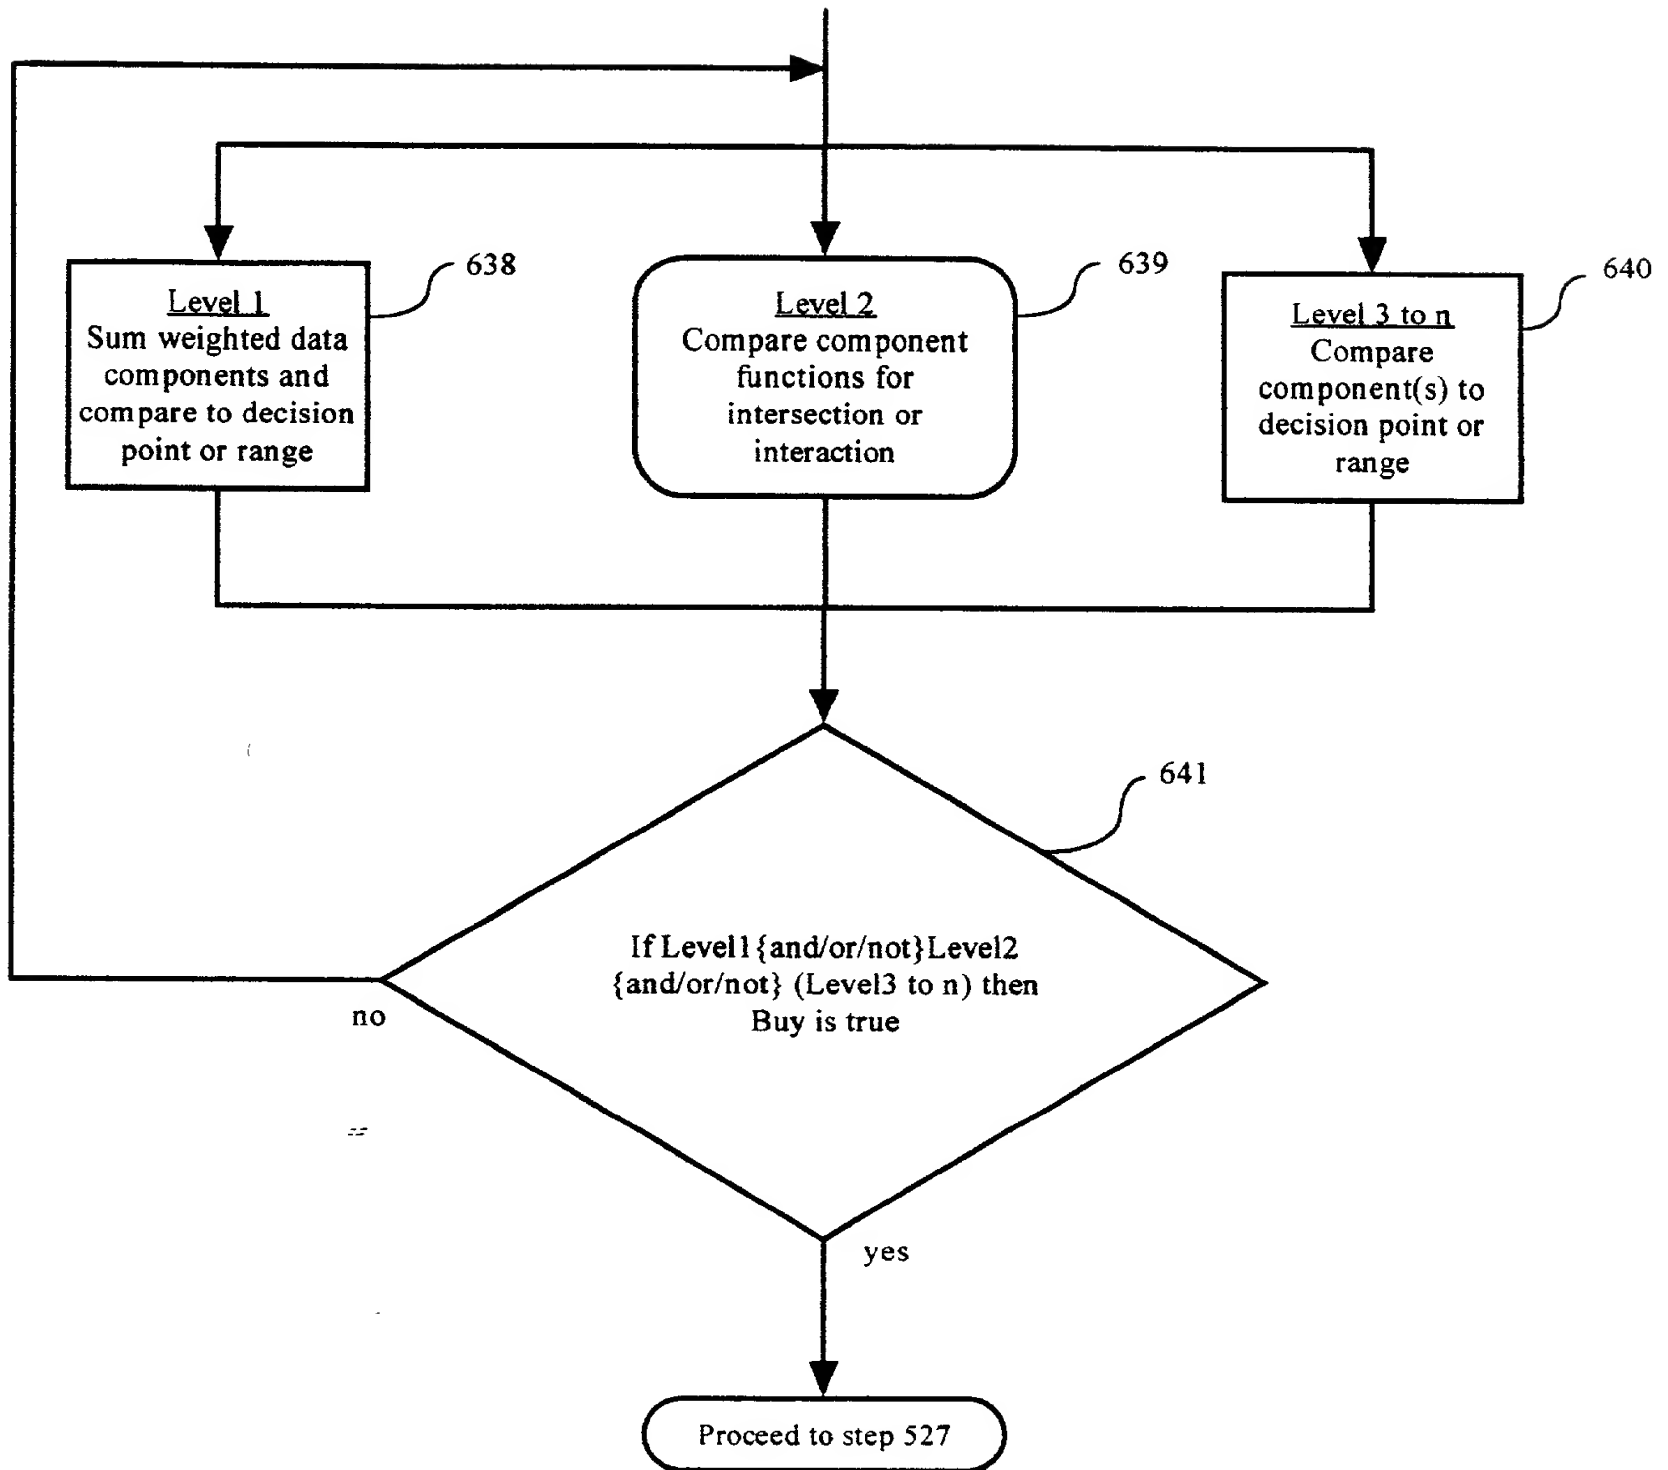 638
Level 1
Sum weighted data
components and
compare to decision
point or range
639
Level 2
Compare component
functions for
intersection or
interaction
640
Level 3 to n
Compare
component(s) to
decision point or
range
641
If Level1{and/or/not}Level2
{and/or/not} (Level3 to n) then
Buy is true
no
yes
Proceed to step 527